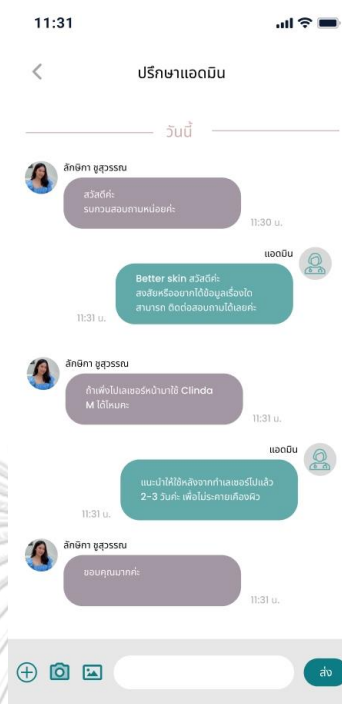 11:31
ปรึกษาแอดมิน
วันนี้
ลักษิกา ชูสุวรรณ
สวัสดีค่ะ
รบกวนสอบถามหน่อยค่ะ
11:30 น.
แอดมิน
Better skin สวัสดีค่ะ
สงสัยหรืออยากได้ข้อมูลเรื่องใด
สามารถ ติดต่อสอบถามได้เลยค่ะ
11:31 น.
ลักษิกา ชูสุวรรณ
ถ้าเพิ่งไปเลเซอร์หน้ามาใช้ Clinda
M ได้ไหมคะ
11:31 น.
แอดมิน
แนะนำให้ใช้หลังจากทำเลเซอร์ไปแล้ว
2-3 วันค่ะ เพื่อไม่ระคายเคืองผิว
11:31 น.
ลักษิกา ชูสุวรรณ
ขอบคุณมากค่ะ
11:31 น.
ส่ง